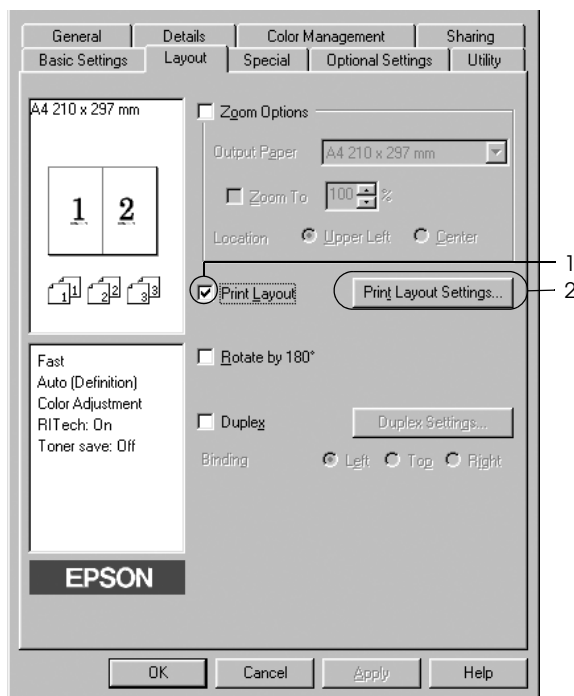 General Details Color Management Sharing
Basic Settings Layout Special Optional Settings Utility
A4 210 x 297 mm
1 2
1 1 2 2 3 3
Zoom Options
Output Paper A4 210 x 297 mm
Zoom To 100 %
Location Upper Left Center
Print Layout Print Layout Settings...
1
2
Fast
Auto (Definition)
Color Adjustment
RITech: On
Toner save: Off
Rotate by 180°
Duplex Duplex Settings...
Binding Left Top Right
EPSON
OK Cancel Apply Help